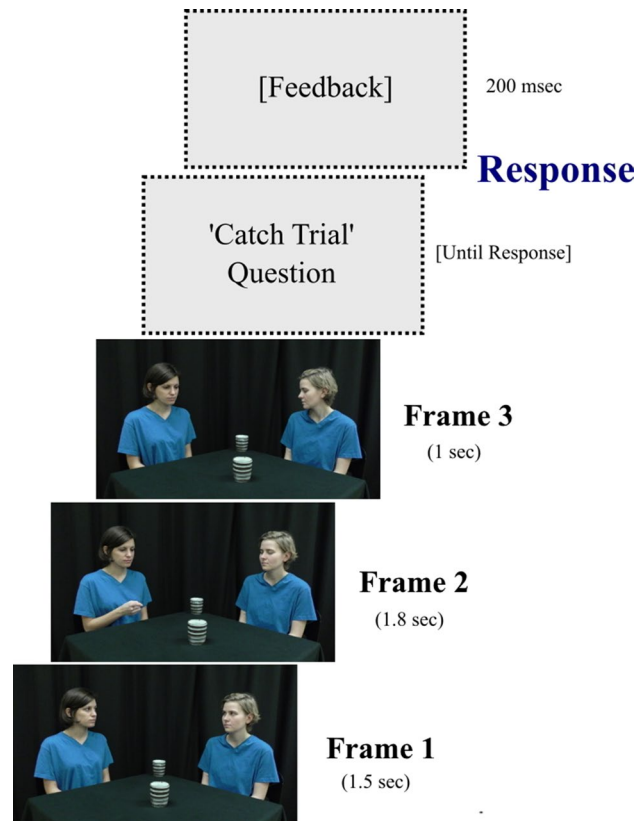 [Feedback]
200 msec
Response
'Catch Trial'
Question
[Until Response]
Frame 3
(1 sec)
Frame 2
(1.8 sec)
Frame 1
(1.5 sec)